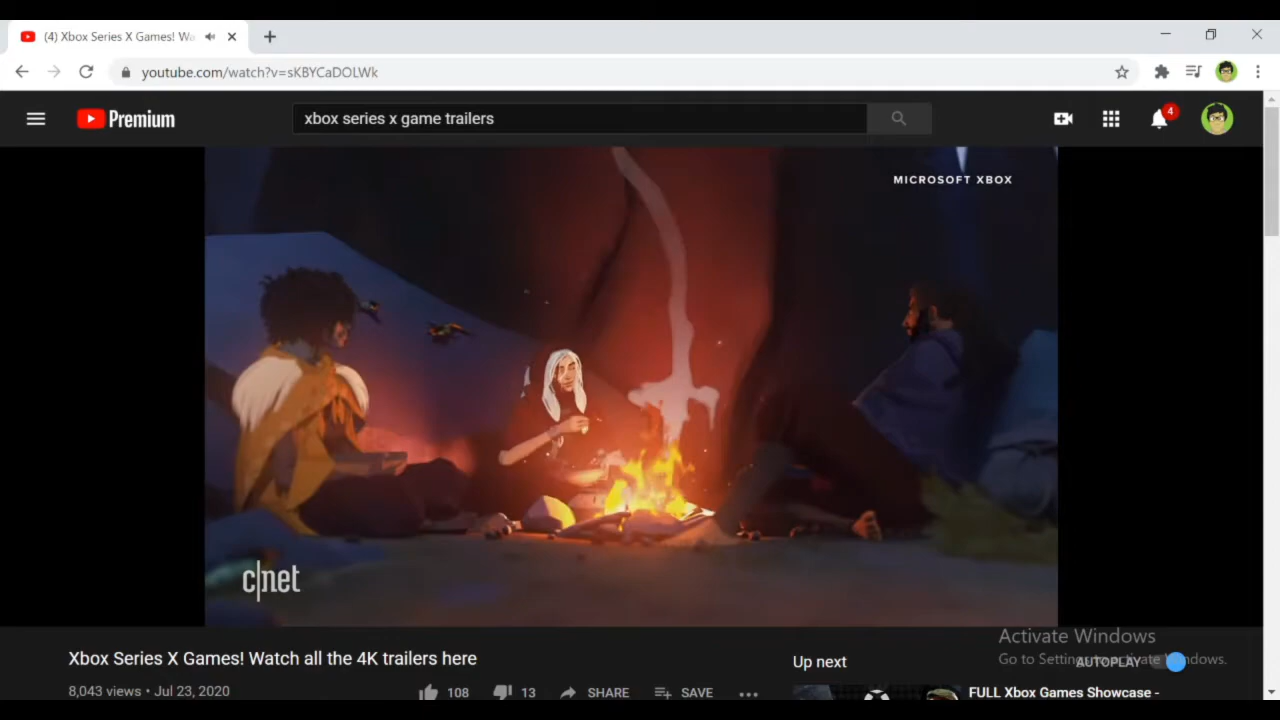 (4) Xbox Series X Games! Wa
youtube.com/watch?v=sKBYCaDOLWk
Premium
xbox series x game trailers
4
MICROSOFT XBOX
c|net
Xbox Series X Games! Watch all the 4K trailers here
8,043 views • Jul 23, 2020
108
13
SHARE
SAVE
Up next
AUTOPLAY
Activate Windows
Go to Settings to activate Windows.
FULL Xbox Games Showcase -